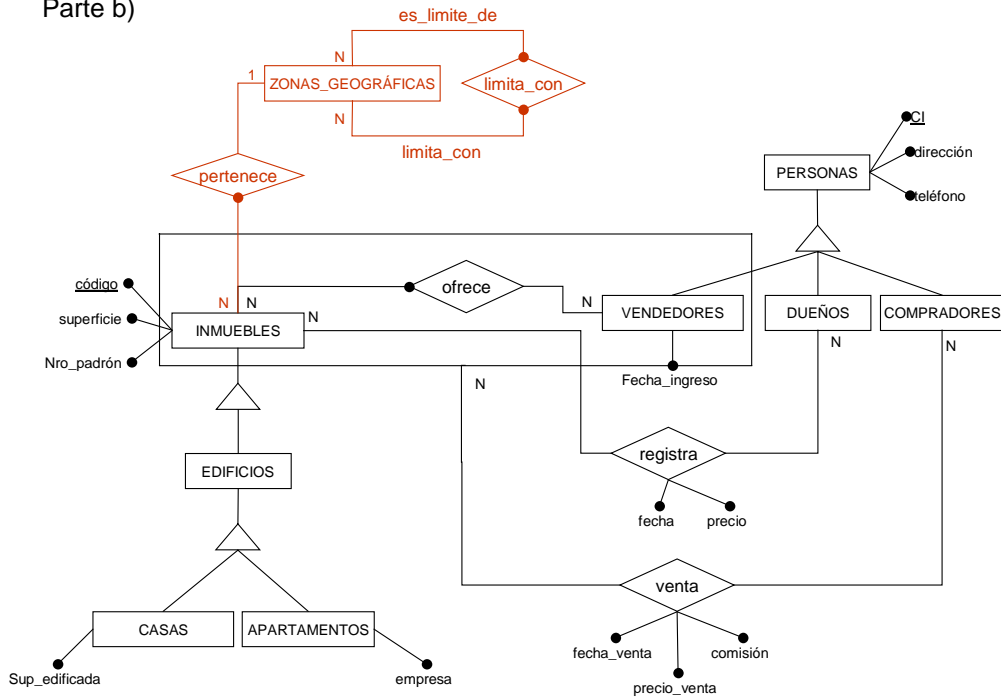 Parte b)
es_limite_de
N
1
ZONAS_GEOGRÁFICAS
limita_con
N
limita_con
CI
dirección
PERSONAS
teléfono
pertenece
código
ofrece
N
N
N
superficie
N
VENDEDORES
DUEÑOS
COMPRADORES
INMUEBLES
N
N
Nro_padrón
Fecha_ingreso
N
registra
EDIFICIOS
fecha
precio
venta
CASAS
APARTAMENTOS
fecha_venta
comisión
Sup_edificada
empresa
precio_venta